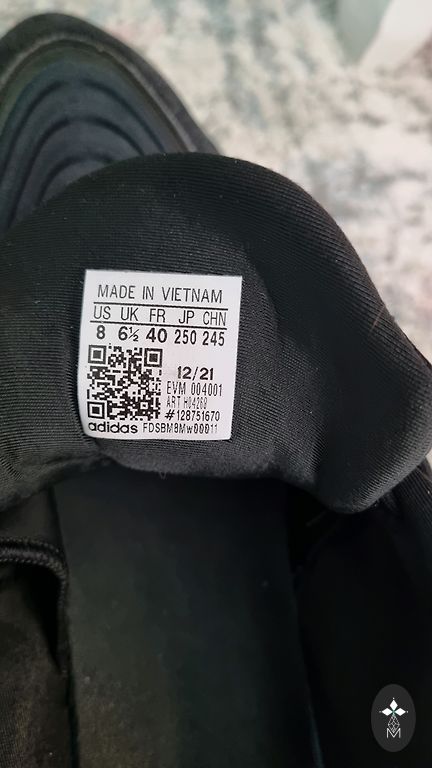 MADE IN VIETNAM
US UK FR JP CHN
8 6½ 40 250 245
12/21
EVM 004001
ART H04268
#128751670
adidas FDSBM8Mw00011
M